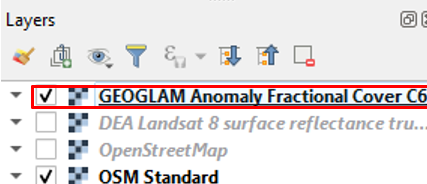 Layers
GEOGLAM Anomaly Fractional Cover C6
DEA Landsat 8 surface reflectance tru...
OpenStreetMap
OSM Standard